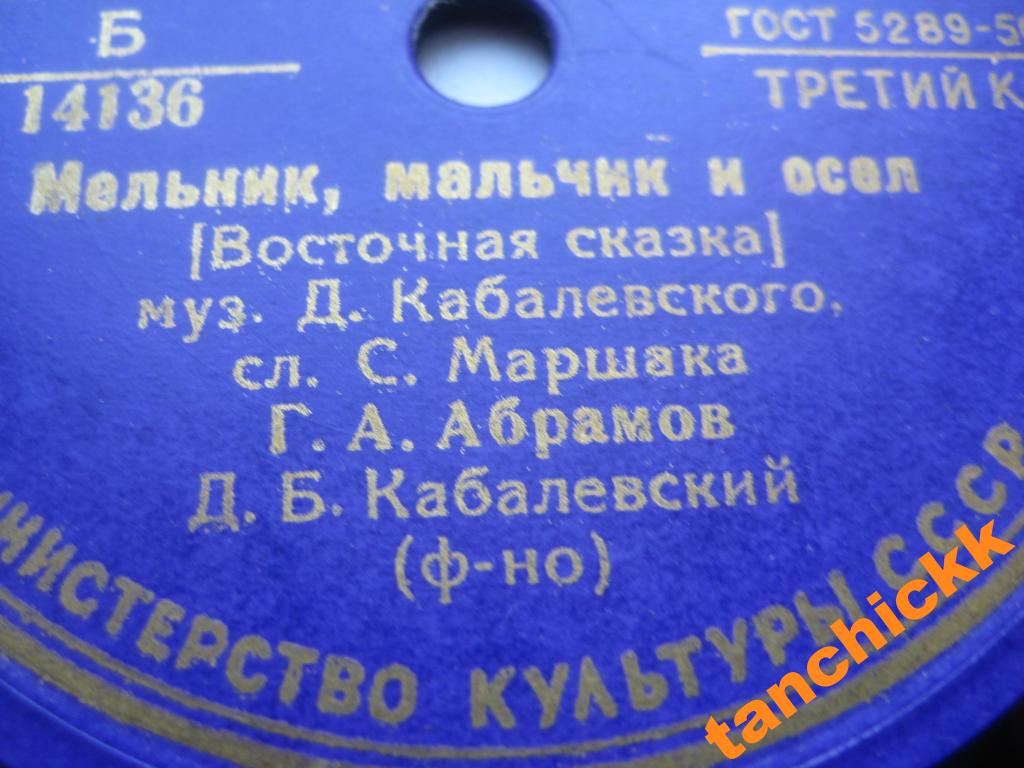 Б
14136
ГОСТ 5289-5
ТРЕТИЙ К
Мельник, мальчик и осел
[Восточная сказка]
муз. Д. Кабалевского,
сл. С. Маршака
Г. А. Абрамов
Д. Б. Кабалевский
(ф-но)
МИНИСТЕРСТВО КУЛЬТУРЫ СССР
tanchickk